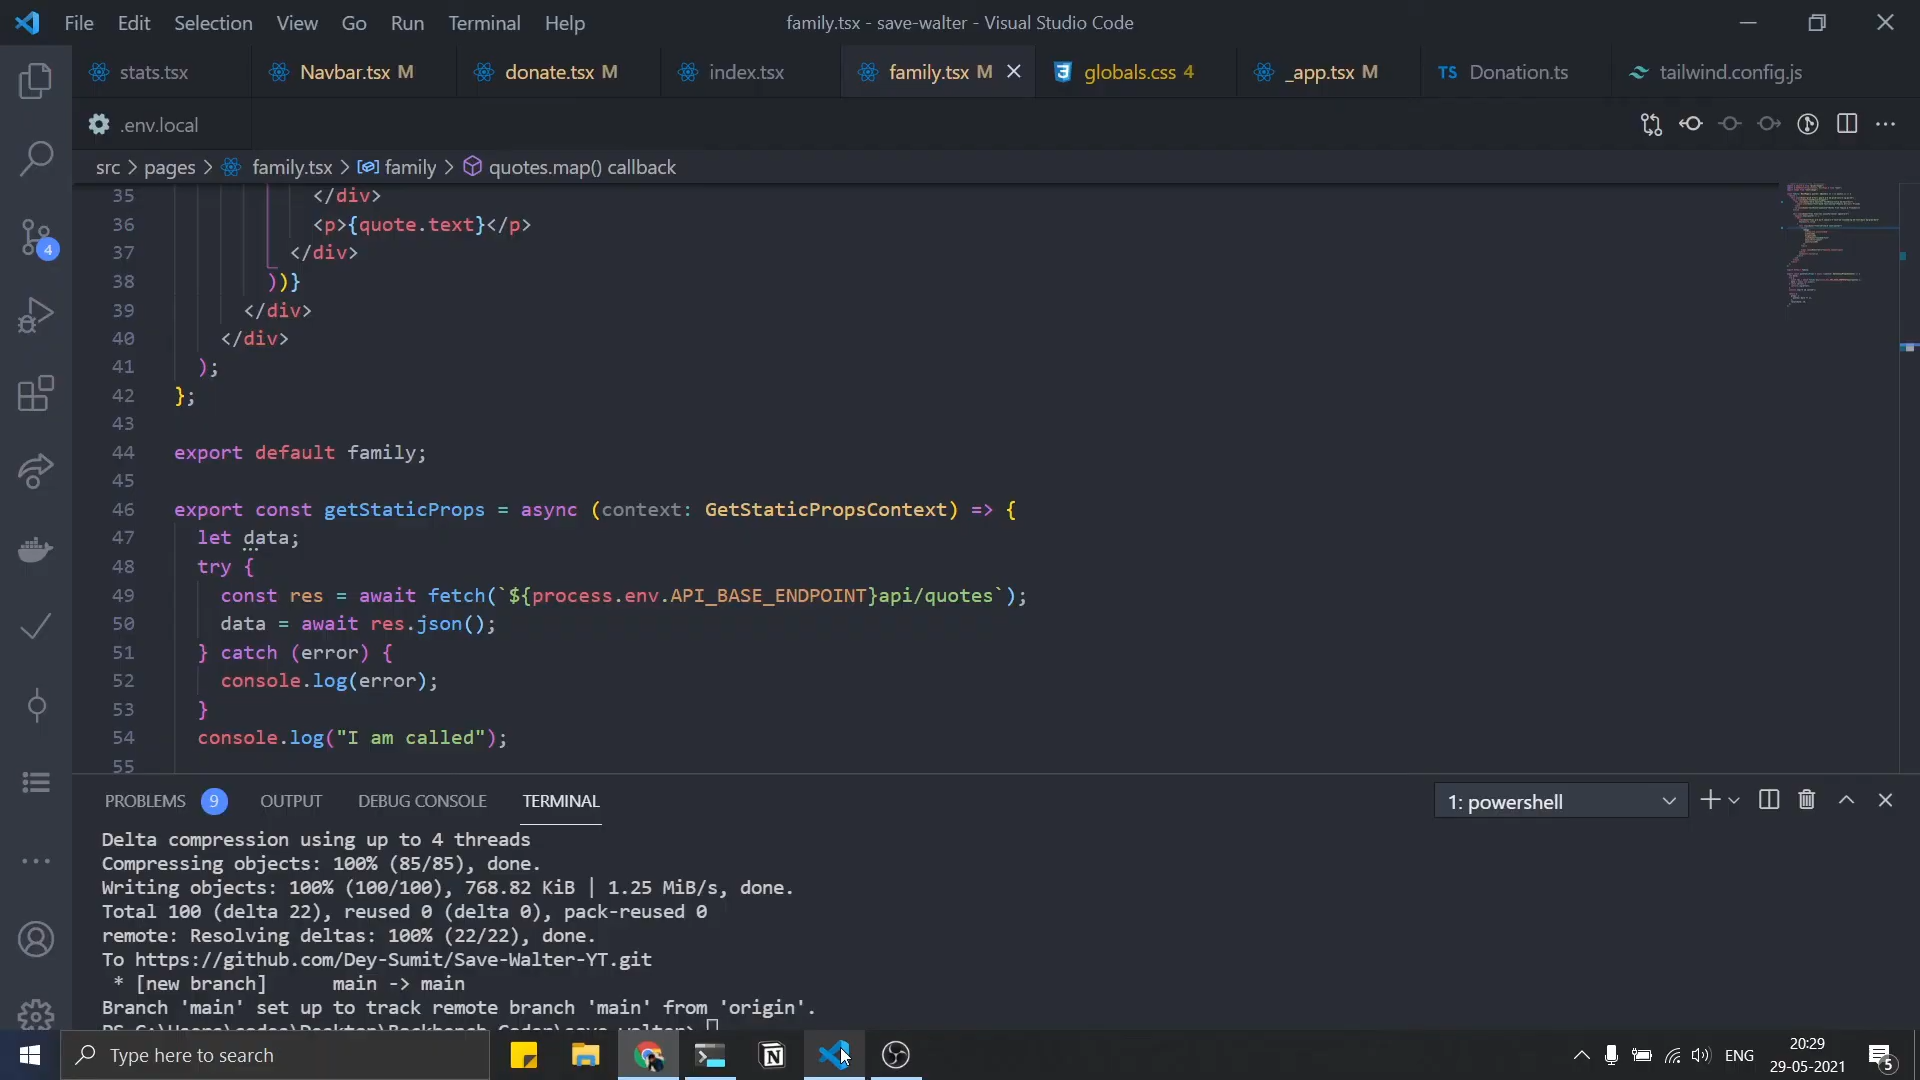 File Edit Selection View Go Run Terminal Help family.tsx - save-walter - Visual Studio Code
stats.tsx Navbar.tsx M donate.tsx M index.tsx family.tsx M globals.css 4 _app.tsx M TS Donation.ts tailwind.config.js
.env.local
src > pages > family.tsx > family > quotes.map() callback
35 </div>
36 <p>{quote.text}</p>
37 </div>
38 ))}
39 </div>
40 </div>
41 );
42 };
43
44 export default family;
45
46 export const getStaticProps = async (context: GetStaticPropsContext) => {
47 let data;
48 try {
49 const res = await fetch(`${process.env.API_BASE_ENDPOINT}api/quotes`);
50 data = await res.json();
51 } catch (error) {
52 console.log(error);
53 }
54 console.log("I am called");
55
4
PROBLEMS 9 OUTPUT DEBUG CONSOLE TERMINAL 1: powershell
Delta compression using up to 4 threads
Compressing objects: 100% (85/85), done.
Writing objects: 100% (100/100), 768.82 KiB | 1.25 MiB/s, done.
Total 100 (delta 22), reused 0 (delta 0), pack-reused 0
remote: Resolving deltas: 100% (22/22), done.
To https://github.com/Dey-Sumit/Save-Walter-YT.git
* [new branch] main -> main
Branch 'main' set up to track remote branch 'main' from 'origin'.
Type here to search ENG 20:29
29-05-2021 5